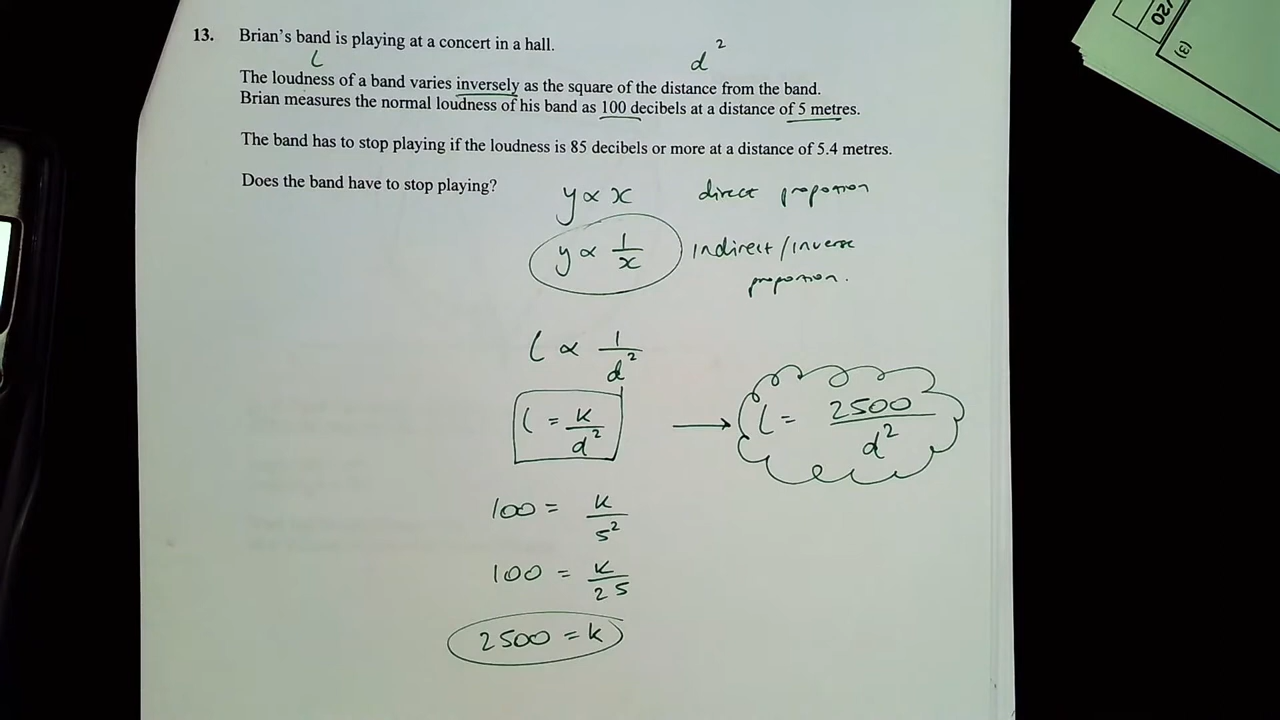 13. Brian's band is playing at a concert in a hall.
L
d²
The loudness of a band varies inversely as the square of the distance from the band.
Brian measures the normal loudness of his band as 100 decibels at a distance of 5 metres.
The band has to stop playing if the loudness is 85 decibels or more at a distance of 5.4 metres.
Does the band have to stop playing?
y ∝ x direct proportion
y ∝ 1/x indirect/inverse
proportion.
L ∝ 1/d²
L = k/d² → L = 2500/d²
100 = k/5²
100 = k/25
2500 = k
/20
(3)